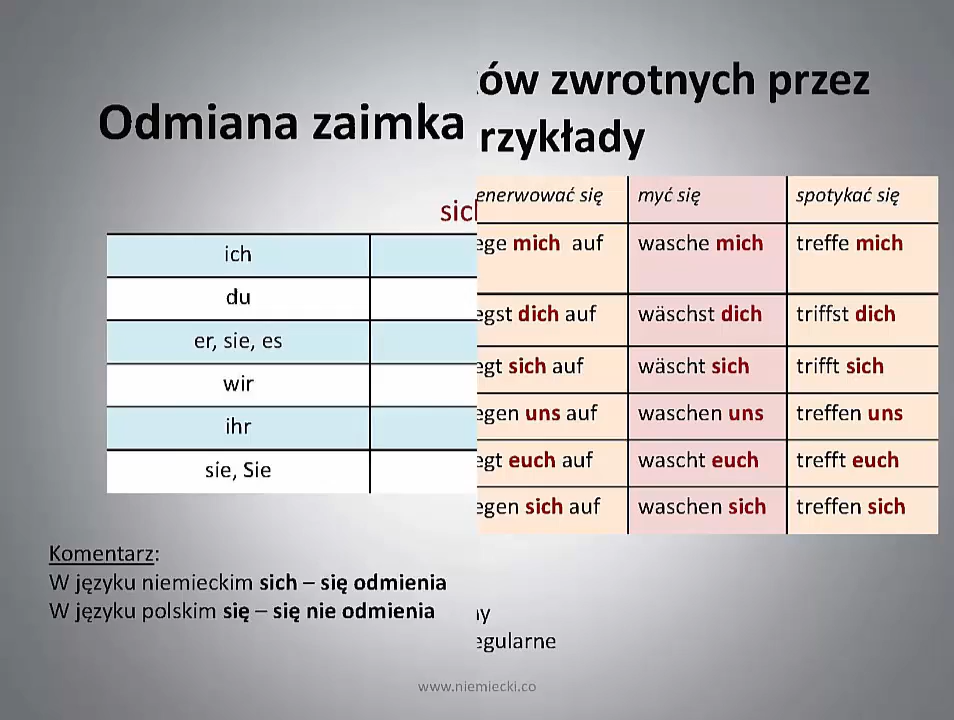 Odmiana zaimka
sich
ich
du
er, sie, es
wir
ihr
sie, Sie
Komentarz:
W języku niemieckim sich – się odmienia
W języku polskim się – się nie odmienia
ów zwrotnych przez
rzykłady
enerwować się myć się spotykać się
ege mich auf wasche mich treffe mich
egst dich auf wäschst dich triffst dich
egt sich auf wäscht sich trifft sich
egen uns auf waschen uns treffen uns
egt euch auf wascht euch trefft euch
egen sich auf waschen sich treffen sich
ny
egularne
www.niemiecki.co